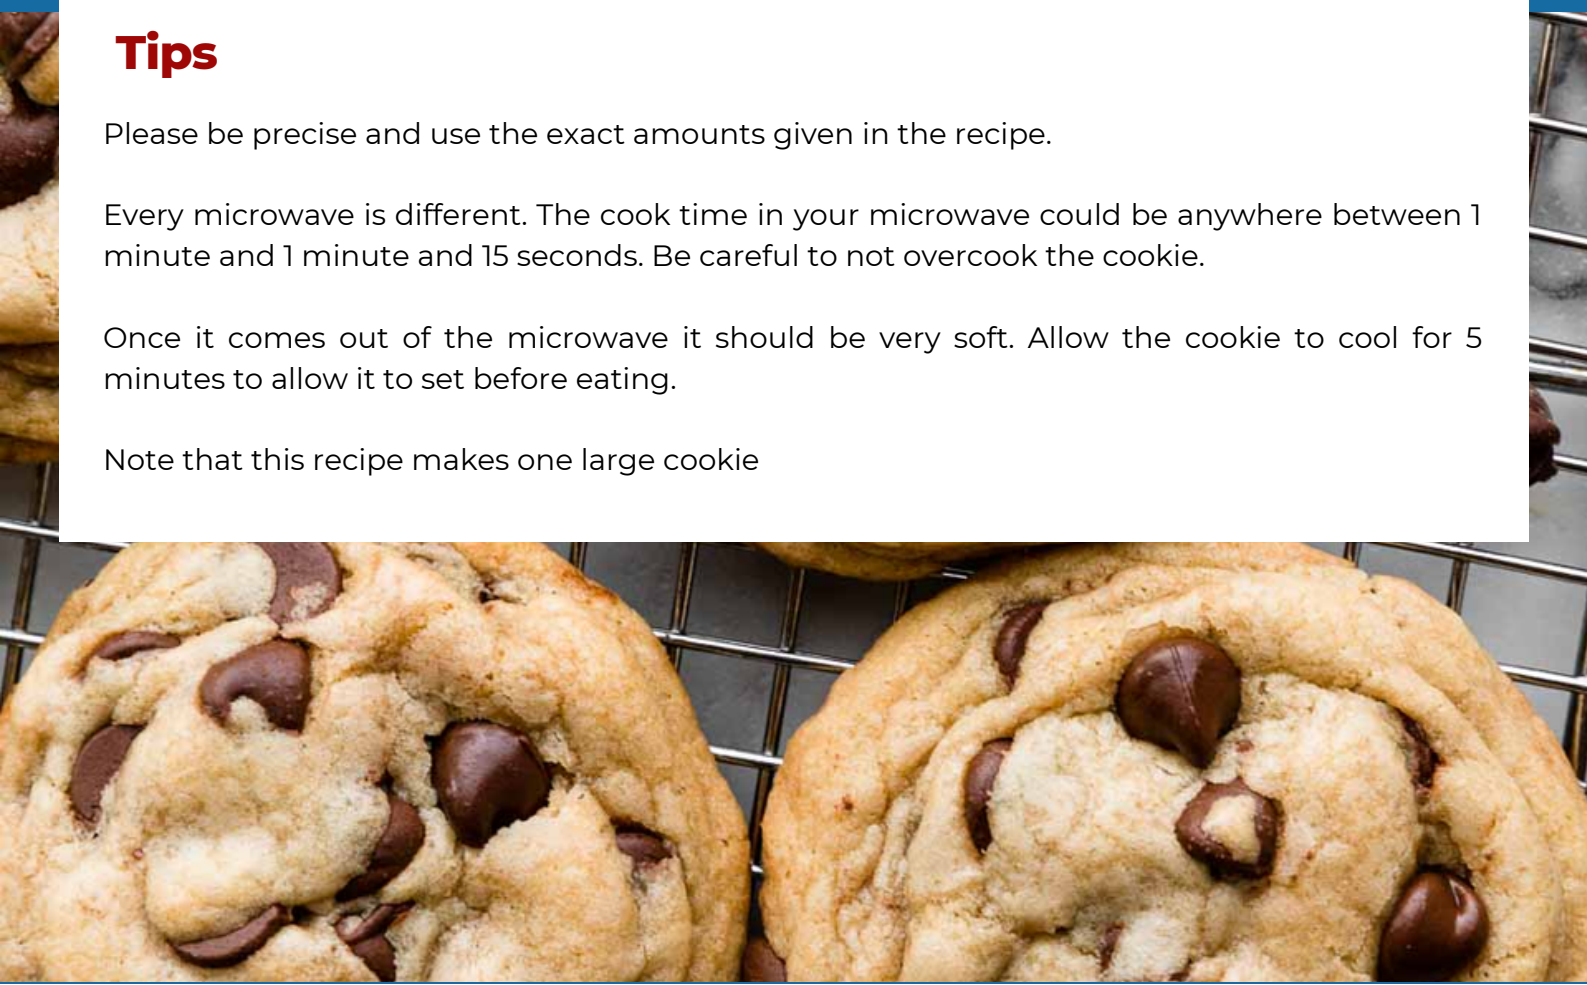 Tips
Please be precise and use the exact amounts given in the recipe.
Every microwave is different. The cook time in your microwave could be anywhere between 1
minute and 1 minute and 15 seconds. Be careful to not overcook the cookie.
Once it comes out of the microwave it should be very soft. Allow the cookie to cool for 5
minutes to allow it to set before eating.
Note that this recipe makes one large cookie